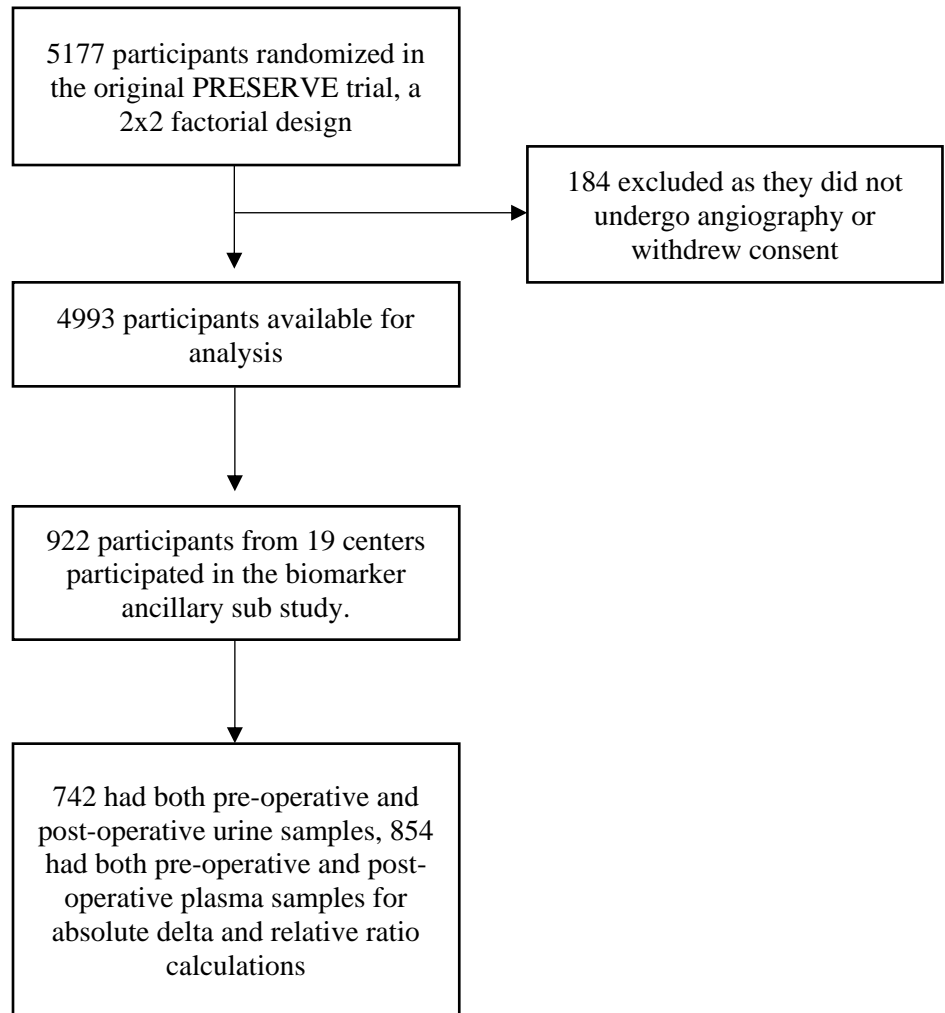 5177 participants randomized in
the original PRESERVE trial, a
2x2 factorial design
184 excluded as they did not
undergo angiography or
withdrew consent
4993 participants available for
analysis
922 participants from 19 centers
participated in the biomarker
ancillary sub study.
742 had both pre-operative and
post-operative urine samples, 854
had both pre-operative and post-
operative plasma samples for
absolute delta and relative ratio
calculations